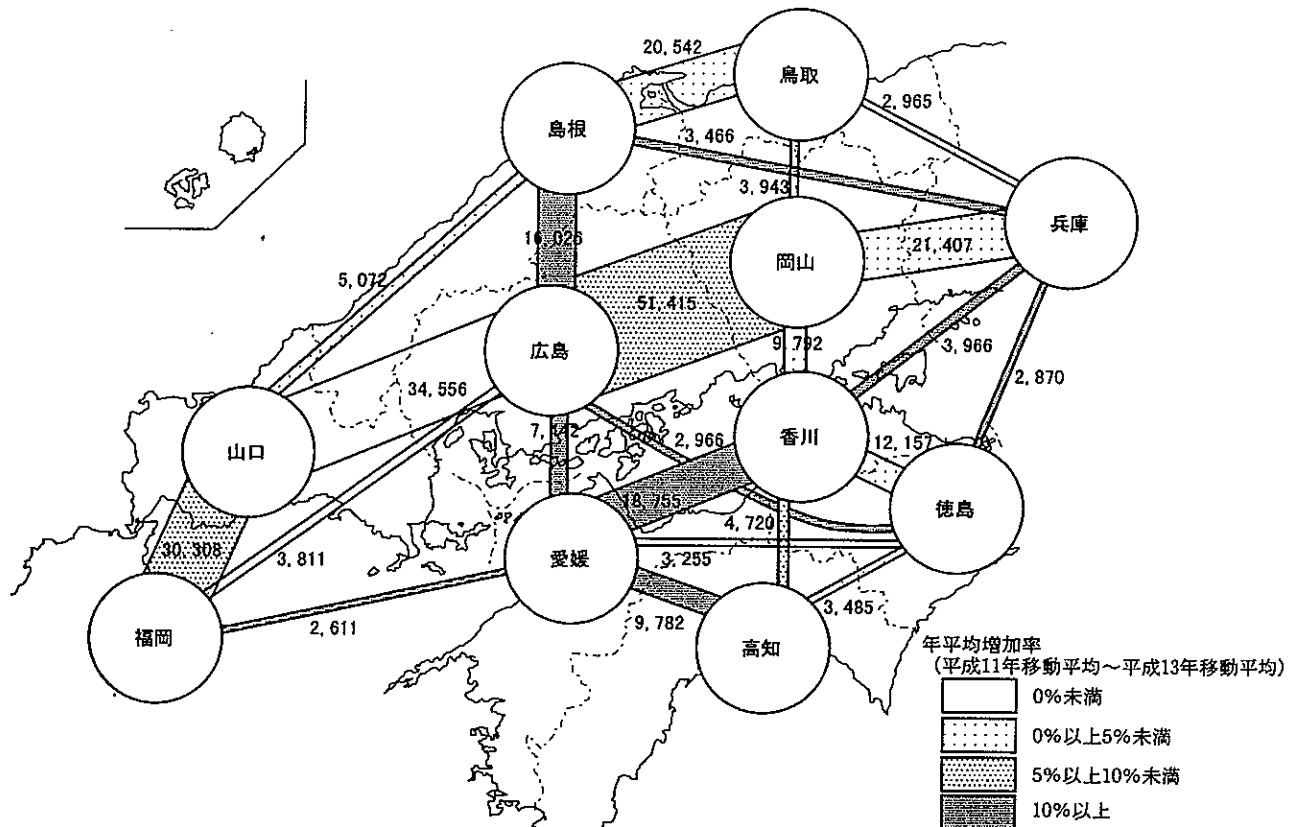 20,542
鳥取
2,965
島根
3,466
3,943
兵庫
16,026
岡山
21,407
5,072
51,415
広島
9,792
3,966
34,556
2,870
7,142
2,966
香川
12,157
山口
18,755
徳島
4,720
30,308
3,811
愛媛
3,255
3,485
福岡
2,611
9,782
高知
年平均増加率
(平成11年移動平均~平成13年移動平均)
0%未満
0%以上5%未満
5%以上10%未満
10%以上